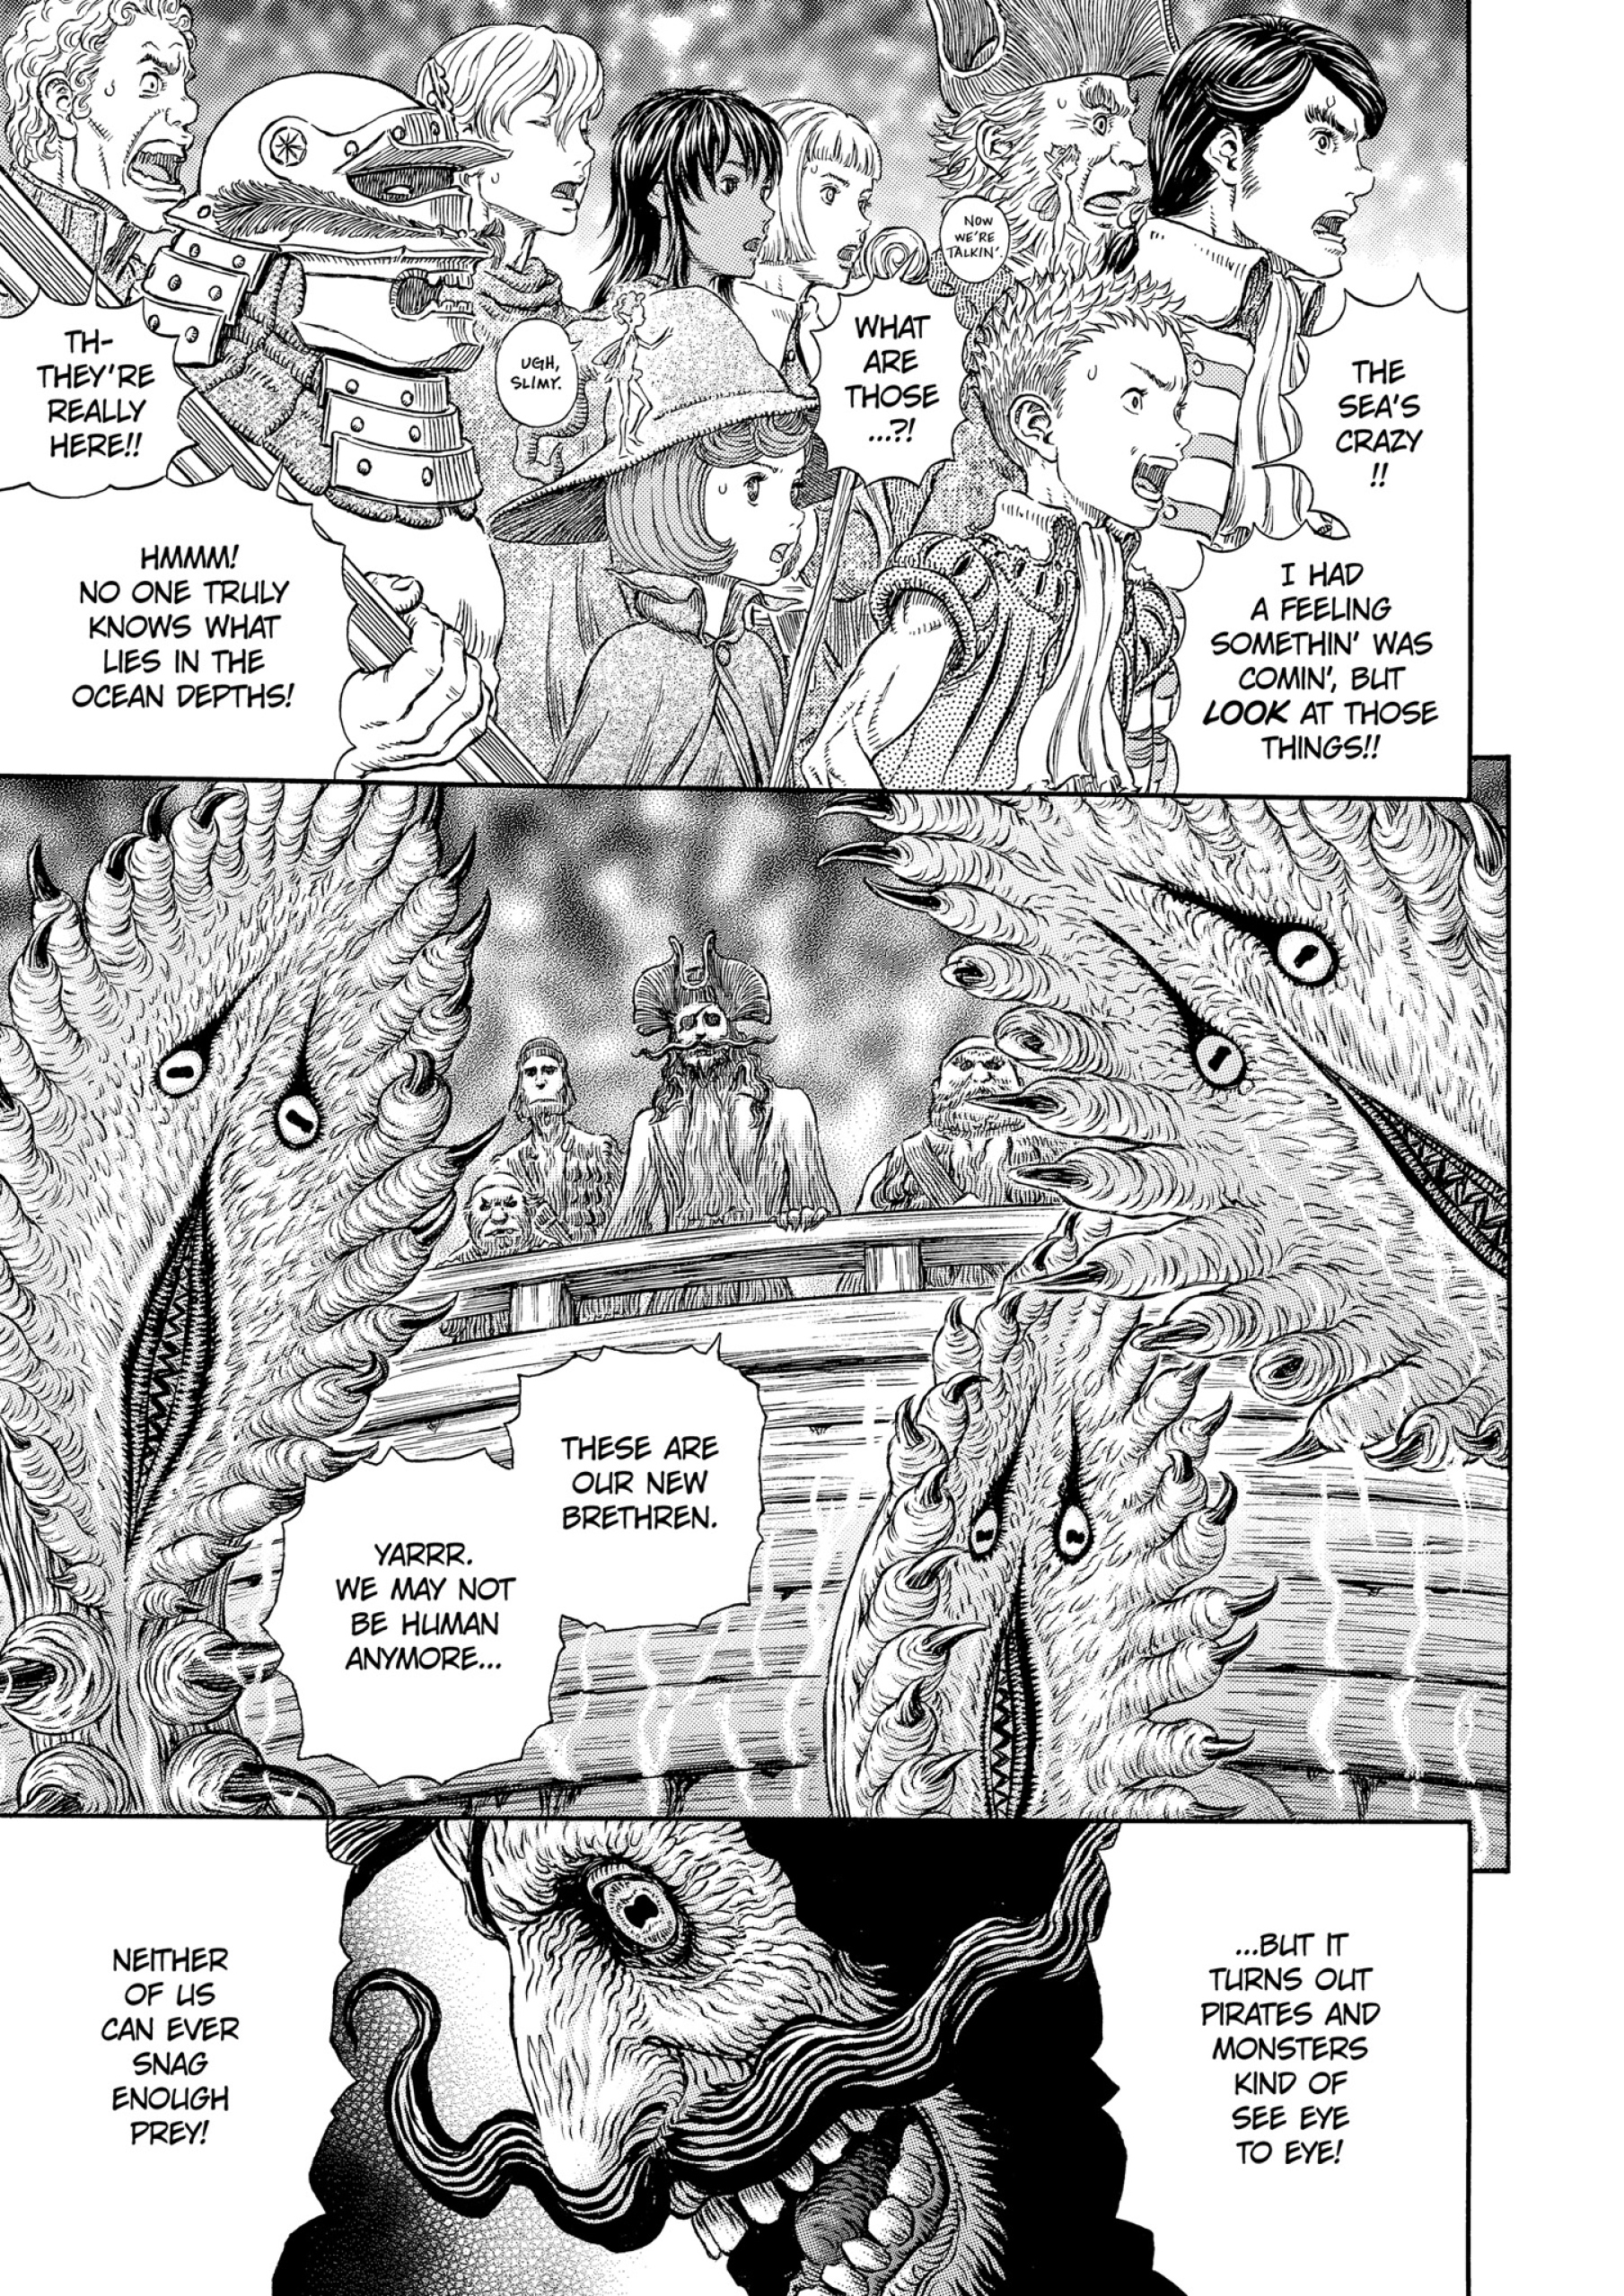 THE
SEA'S
CRAZY
!!
I HAD
A FEELING
SOMETHIN' WAS
COMIN', BUT
LOOK AT THOSE
THINGS!!
NOW
WE'RE
TALKIN'.
WHAT
ARE
THOSE
...?!
UGH,
SLIMY.
TH-
THEY'RE
REALLY
HERE!!
HMMM!
NO ONE TRULY
KNOWS WHAT
LIES IN THE
OCEAN DEPTHS!
THESE ARE
OUR NEW
BRETHREN.
YARRR.
WE MAY NOT
BE HUMAN
ANYMORE...
...BUT IT
TURNS OUT
PIRATES AND
MONSTERS
KIND OF
SEE EYE
TO EYE!
NEITHER
OF US
CAN EVER
SNAG
ENOUGH
PREY!